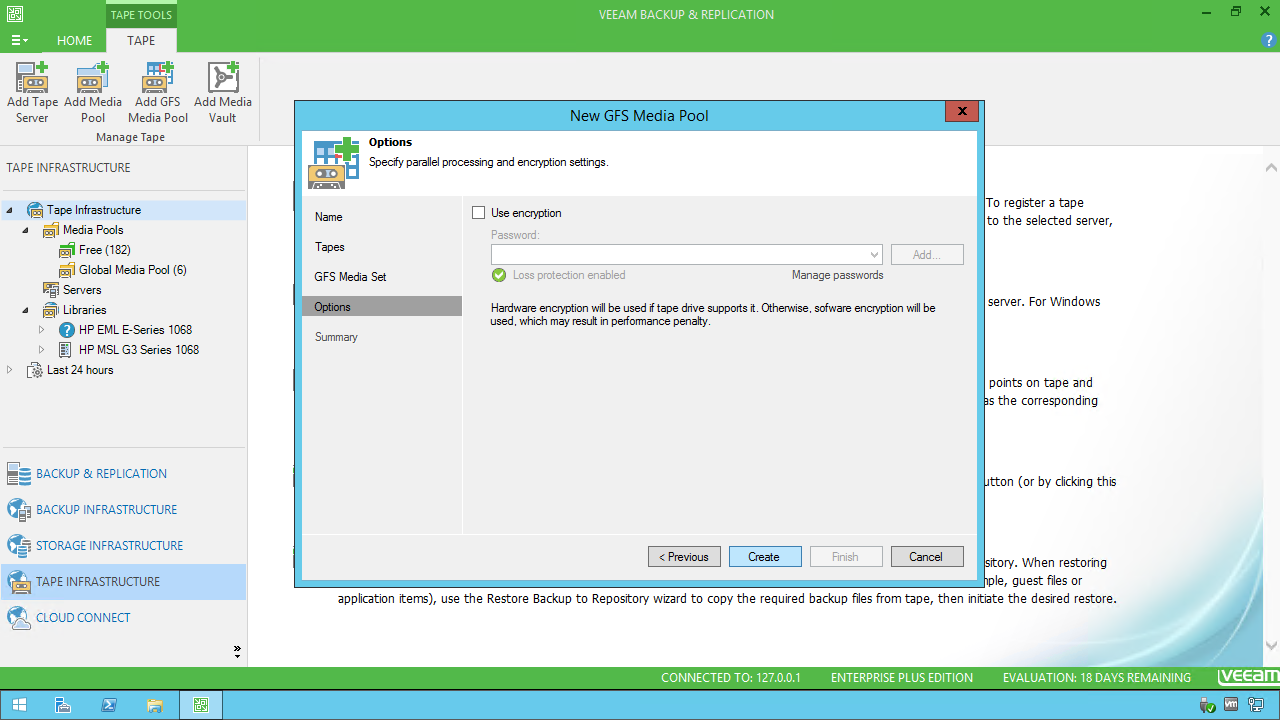 TAPE TOOLS
VEEAM BACKUP & REPLICATION
HOME
TAPE
Add Tape Server
Add Media Pool
Add GFS Media Pool
Add Media Vault
Manage Tape
TAPE INFRASTRUCTURE
Tape Infrastructure
Media Pools
Free (182)
Global Media Pool (6)
Servers
Libraries
HP EML E-Series 1068
HP MSL G3 Series 1068
Last 24 hours
BACKUP & REPLICATION
BACKUP INFRASTRUCTURE
STORAGE INFRASTRUCTURE
TAPE INFRASTRUCTURE
CLOUD CONNECT
New GFS Media Pool
Options
Specify parallel processing and encryption settings.
Name
Tapes
GFS Media Set
Options
Summary
Use encryption
Password:
Add...
Loss protection enabled
Manage passwords
Hardware encryption will be used if tape drive supports it. Otherwise, sofware encryption will be
used, which may result in performance penalty.
< Previous
Create
Finish
Cancel
To register a tape
to the selected server,
server. For Windows
points on tape and
as the corresponding
(or by clicking this
When restoring
guest files or
application items), use the Restore Backup to Repository wizard to copy the required backup files from tape, then initiate the desired restore.
CONNECTED TO: 127.0.0.1
ENTERPRISE PLUS EDITION
EVALUATION: 18 DAYS REMAINING
veeam
vm